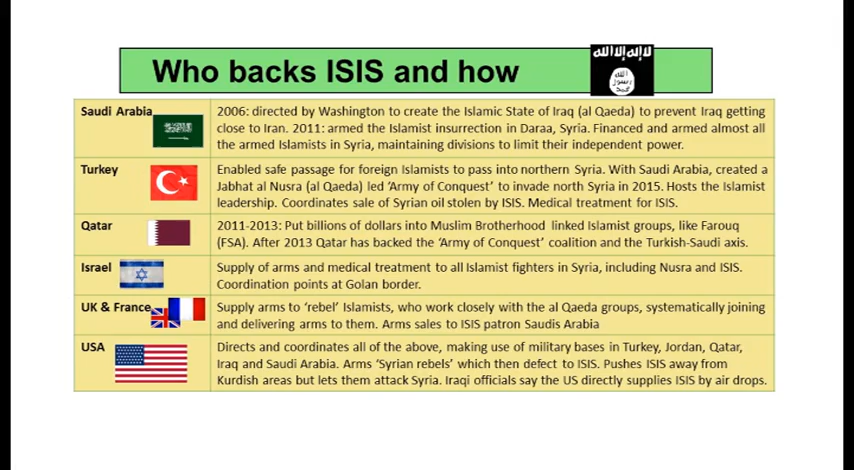 Who backs ISIS and how
لا إله إلا الله
الله
رسول
محمد
Saudi Arabia
2006: directed by Washington to create the Islamic State of Iraq (al Qaeda) to prevent Iraq getting
close to Iran. 2011: armed the Islamist insurrection in Daraa, Syria. Financed and armed almost all
the armed Islamists in Syria, maintaining divisions to limit their independent power.
Turkey
Enabled safe passage for foreign Islamists to pass into northern Syria. With Saudi Arabia, created a
Jabhat al Nusra (al Qaeda) led ‘Army of Conquest’ to invade north Syria in 2015. Hosts the Islamist
leadership. Coordinates sale of Syrian oil stolen by ISIS. Medical treatment for ISIS.
Qatar
2011-2013: Put billions of dollars into Muslim Brotherhood linked Islamist groups, like Farouq
(FSA). After 2013 Qatar has backed the ‘Army of Conquest’ coalition and the Turkish-Saudi axis.
Israel
Supply of arms and medical treatment to all Islamist fighters in Syria, including Nusra and ISIS.
Coordination points at Golan border.
UK & France
Supply arms to ‘rebel’ Islamists, who work closely with the al Qaeda groups, systematically joining
and delivering arms to them. Arms sales to ISIS patron Saudis Arabia
USA
Directs and coordinates all of the above, making use of military bases in Turkey, Jordan, Qatar,
Iraq and Saudi Arabia. Arms ‘Syrian rebels’ which then defect to ISIS. Pushes ISIS away from
Kurdish areas but lets them attack Syria. Iraqi officials say the US directly supplies ISIS by air drops.